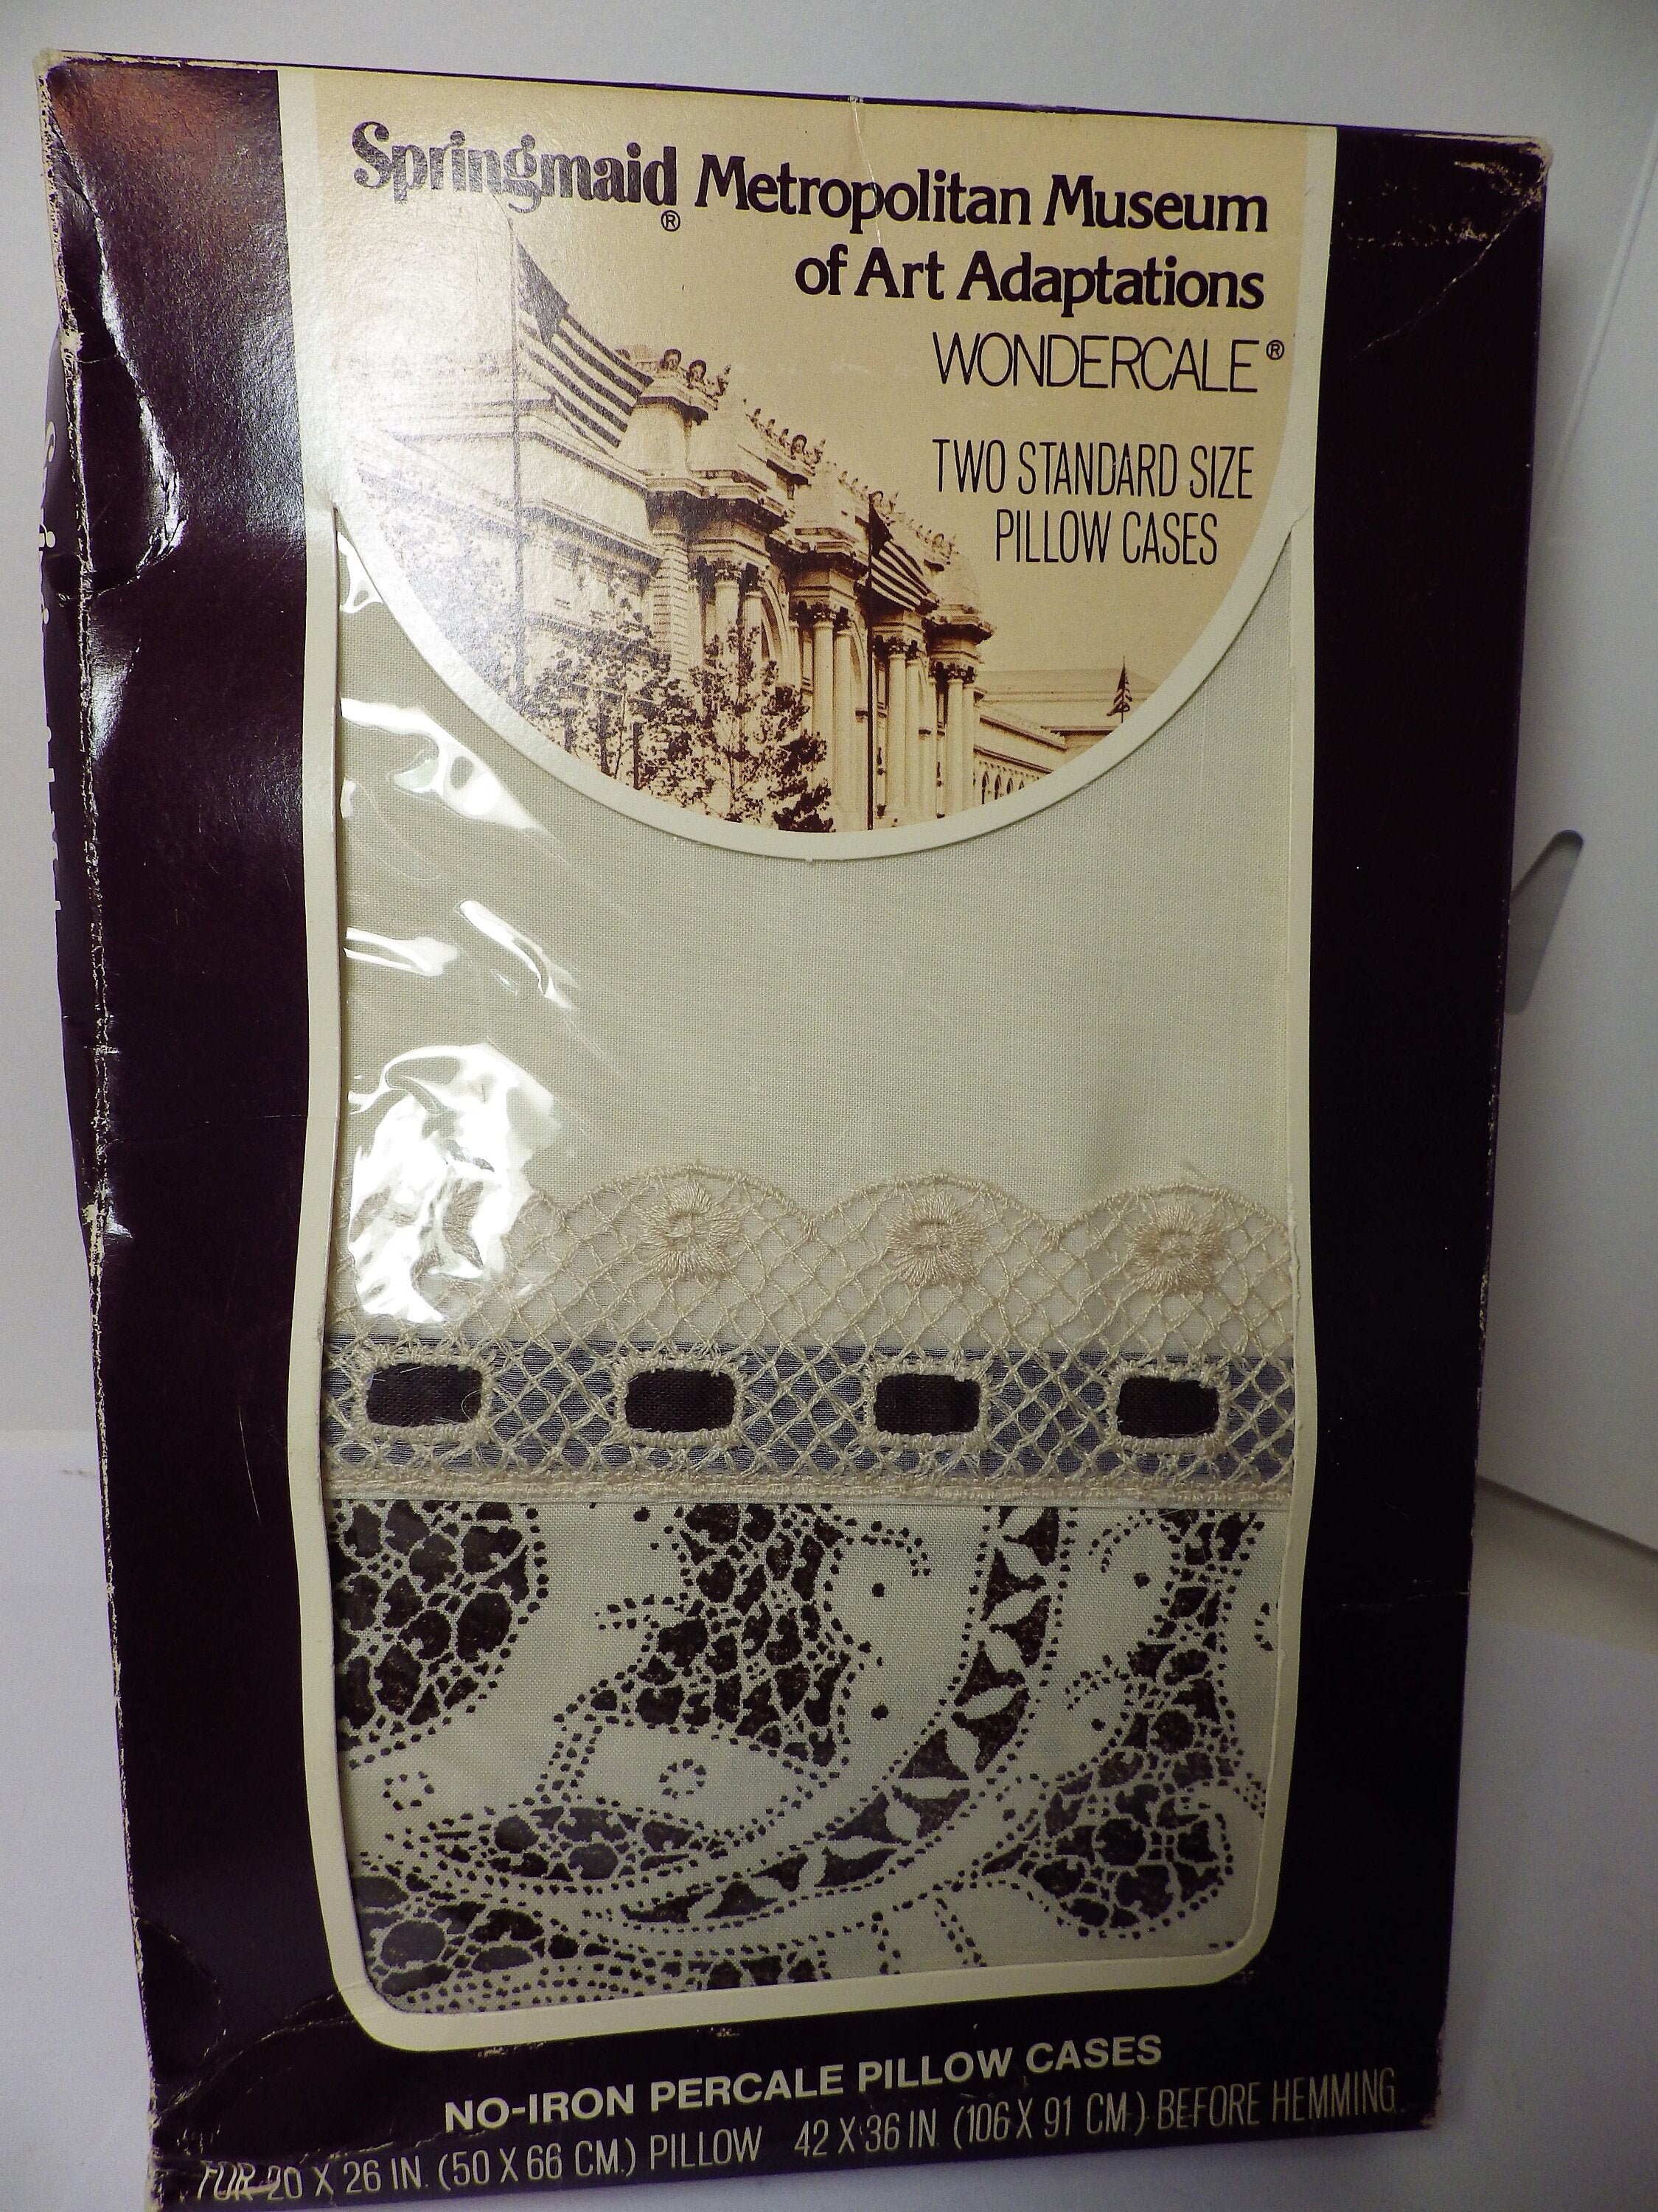 Springmaid® Metropolitan Museum
of Art Adaptations
WONDERCALE®
TWO STANDARD SIZE
PILLOW CASES
NO-IRON PERCALE PILLOW CASES
FOR 20 X 26 IN. (50 X 66 CM.) PILLOW 42 X 36 IN. (106 X 91 CM.) BEFORE HEMMING